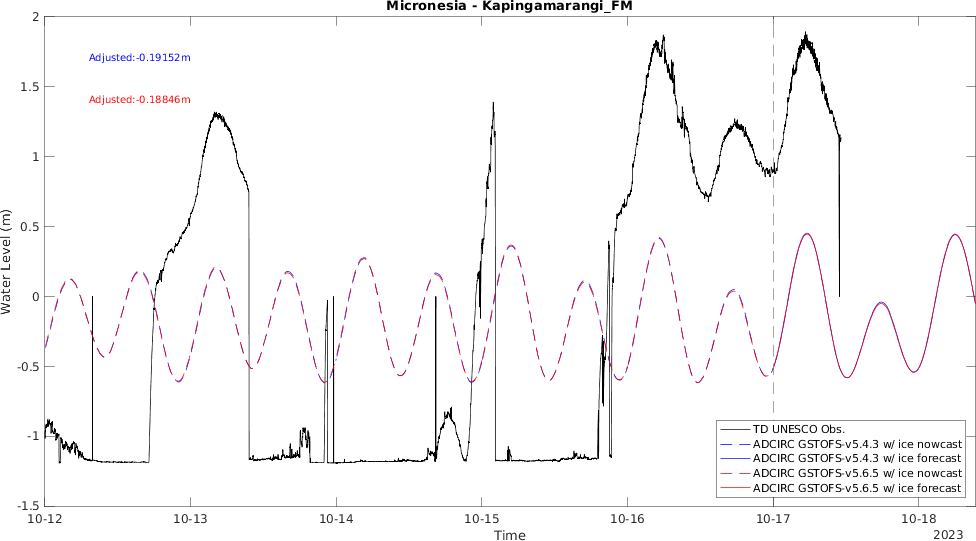 Micronesia - Kapingamarangi_FM
2
1.5
1
0.5
0
-0.5
-1
-1.5
Water Level (m)
Adjusted:-0.19152m
Adjusted:-0.18846m
TD UNESCO Obs.
ADCIRC GSTOFS-v5.4.3 w/ ice nowcast
ADCIRC GSTOFS-v5.4.3 w/ ice forecast
ADCIRC GSTOFS-v5.6.5 w/ ice nowcast
ADCIRC GSTOFS-v5.6.5 w/ ice forecast
10-12 10-13 10-14 10-15 10-16 10-17 10-18
Time
2023